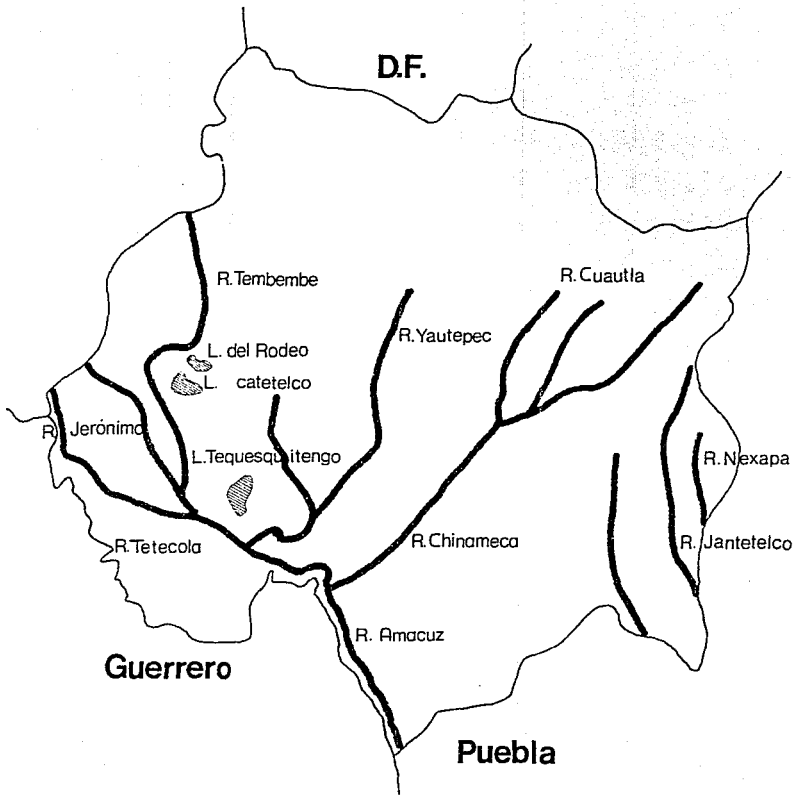 D.F.
R. Tembembe
R. Cuautla
R. Yautepec
L. del Rodeo
L. catetelco
R. Jerónimo
L. Tequesquitengo
R. Nexapa
R. Tetecola
R. Chinameca
R. Jantetelco
R. Amacuz
Guerrero
Puebla